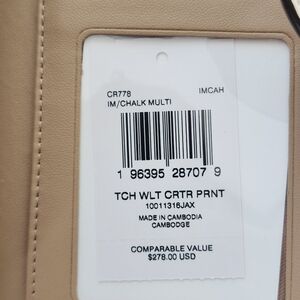 CR778 IMCAH
IM/CHALK MULTI
1 96395 28707 9
TCH WLT CRTR PRNT
10011316JAX
MADE IN CAMBODIA
CAMBODGE
COMPARABLE VALUE
$278.00 USD